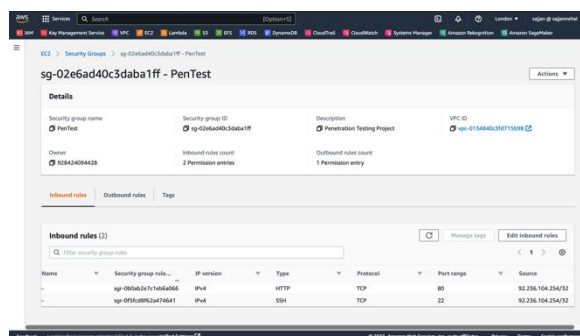 aws
Services
Search
[Option+S]
London
IAM Key Management Service VPC EC2 Lambda S3 EFS RDS DynamoDB CloudTrail CloudWatch Systems Manager Amazon Rekognition Amazon SageMaker
EC2 > Security Groups > sg-02e6ad40c3daba1ff - PenTest
sg-02e6ad40c3daba1ff - PenTest
Actions
Details
Security group name Security group ID Description VPC ID
PenTest sg-02e6ad40c3daba1ff Penetration Testing Project
Owner Inbound rules count Outbound rules count
928424094428 2 Permission entries 1 Permission entry
Inbound rules Outbound rules Tags
Inbound rules (2)
Manage tags Edit inbound rules
Filter security group rules
1
Name Security group rule... IP version Type Protocol Port range Source
- sgr-0b0ab2e7c1eb6a066 IPv4 HTTP TCP 80 92.236.104.254/32
- sgr-0f5fcd8f62a474641 IPv4 SSH TCP 22 92.236.104.254/32